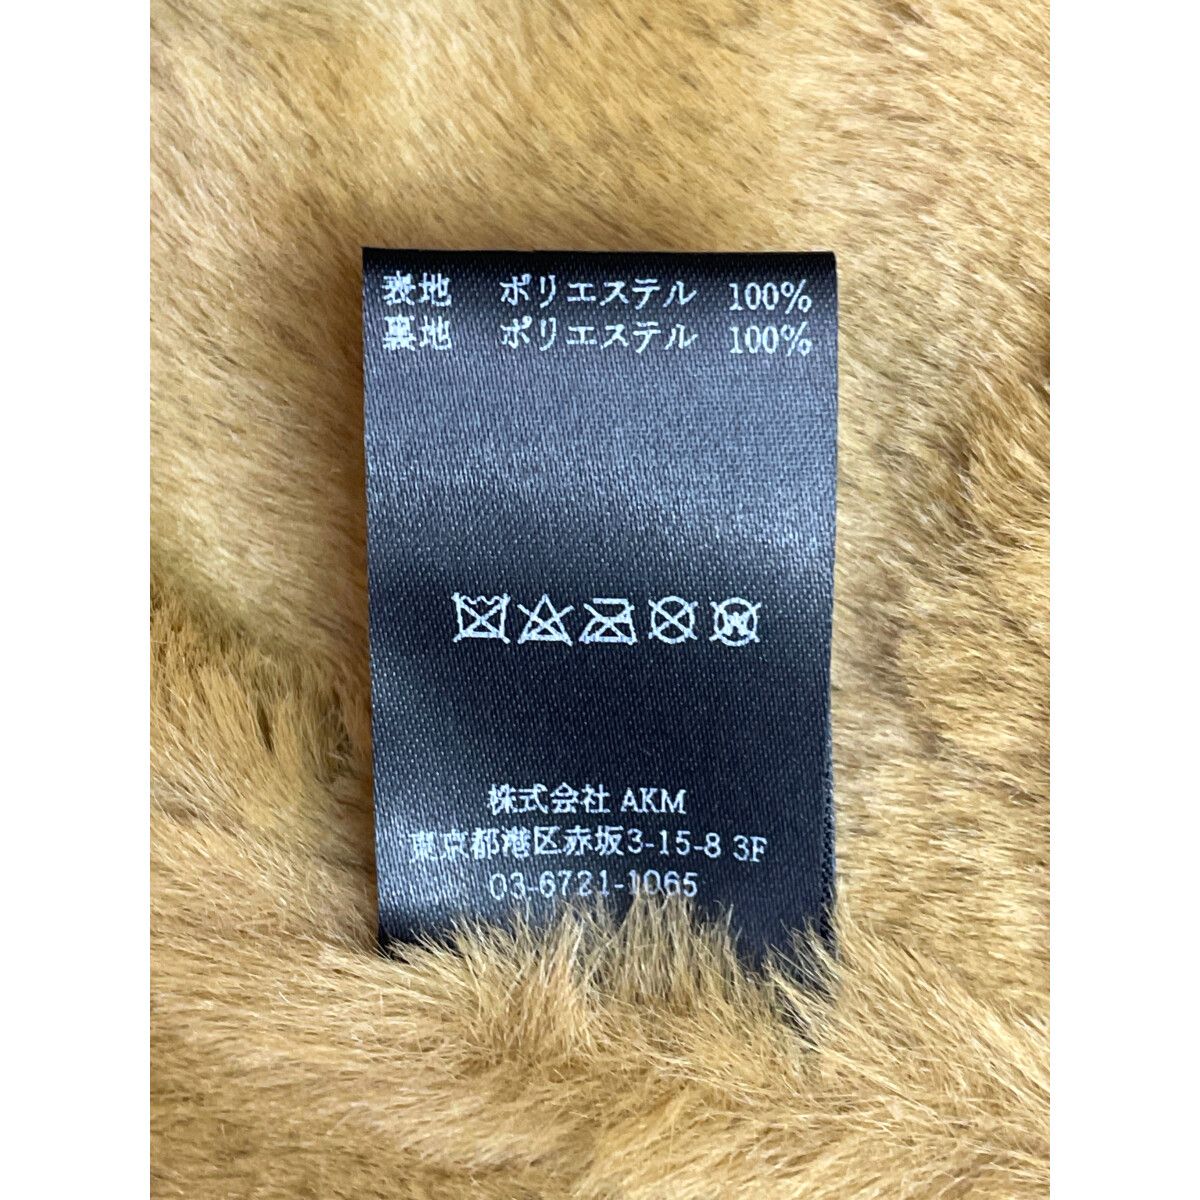 表地 ポリエステル 100%
裏地 ポリエステル 100%
株式会社 AKM
東京都港区赤坂3-15-8 3F
03-6721-1065